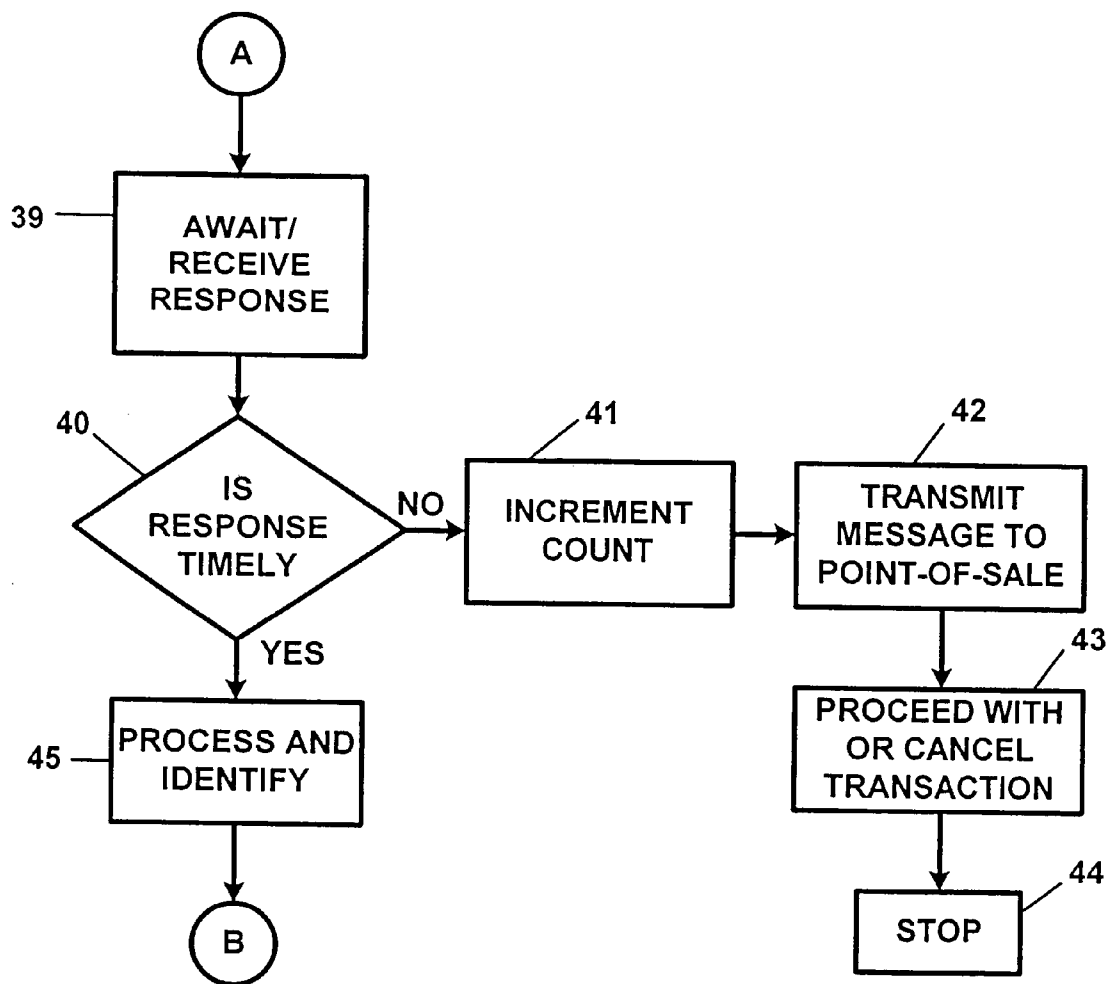 A
39
AWAIT/
RECEIVE
RESPONSE
40
IS
RESPONSE
TIMELY
NO
41
INCREMENT
COUNT
42
TRANSMIT
MESSAGE TO
POINT-OF-SALE
YES
43
PROCEED WITH
OR CANCEL
TRANSACTION
45
PROCESS AND
IDENTIFY
44
STOP
B